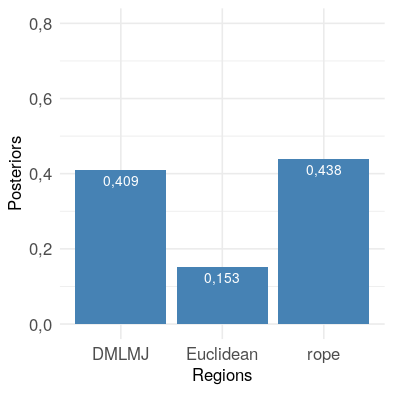 0,8
0,6
0,4
0,2
0,0
Posteriors
0,409
0,153
0,438
DMLMJ
Euclidean
rope
Regions